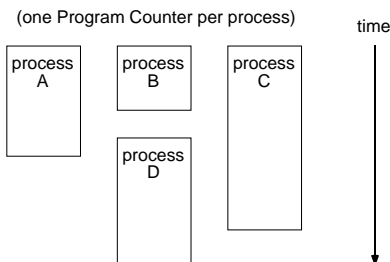 (one Program Counter per process)
time
process
A
process
B
process
C
process
D